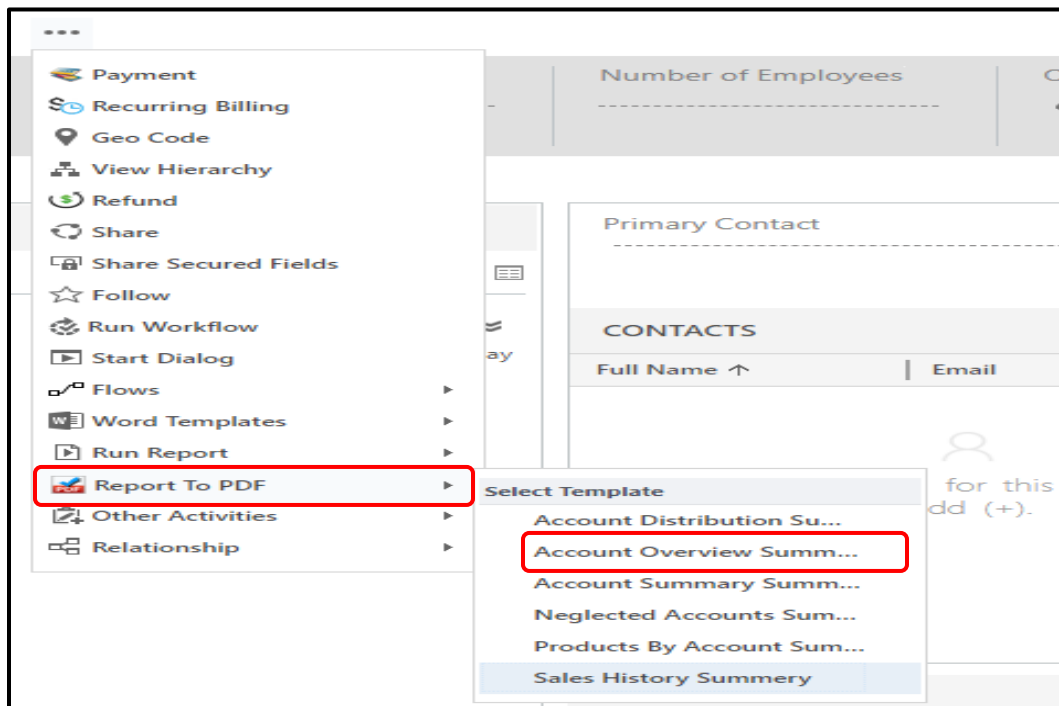 •••
Payment
Recurring Billing
Geo Code
View Hierarchy
Refund
Share
Share Secured Fields
Follow
Run Workflow
Start Dialog
Flows
Word Templates
Run Report
Report To PDF
Other Activities
Relationship
Select Template
Account Distribution Su...
Account Overview Summ...
Account Summary Summ...
Neglected Accounts Sum...
Products By Account Sum...
Sales History Summery
Number of Employees
Primary Contact
CONTACTS
Full Name ↑ Email
for this
dd (+).
ay